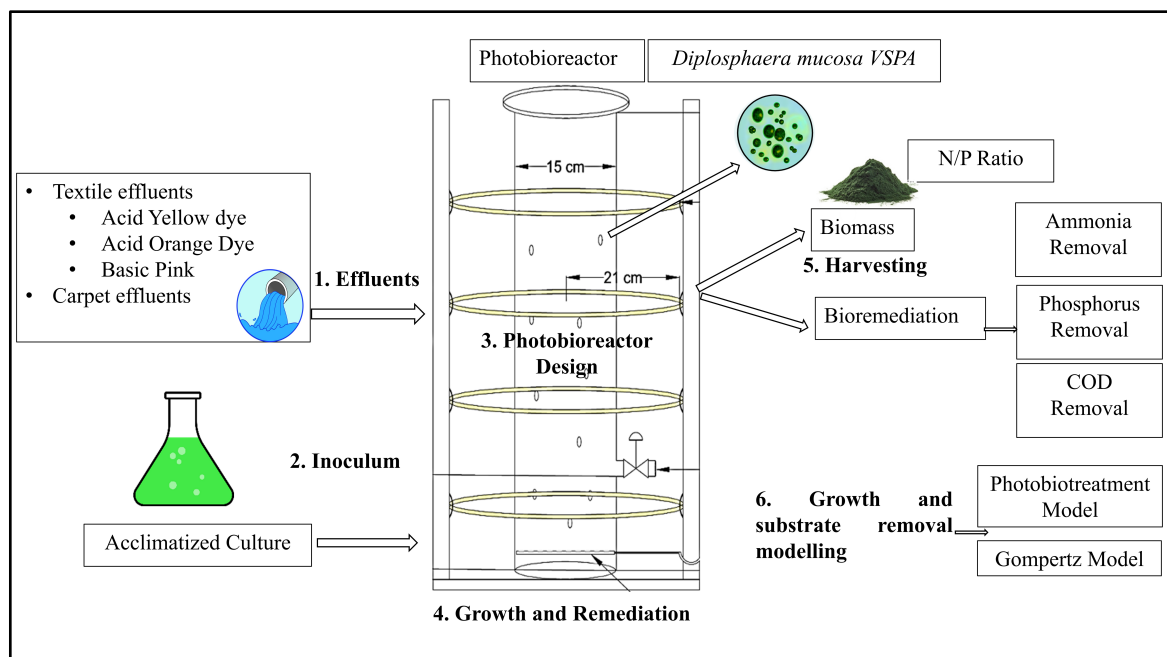 Photobioreactor
Diplosphaera mucosa VSPA
15 cm
N/P Ratio
• Textile effluents
• Acid Yellow dye
• Acid Orange Dye
• Basic Pink
• Carpet effluents
1. Effluents
21 cm
3. Photobioreactor
Design
Biomass
5. Harvesting
Bioremediation
Ammonia
Removal
Phosphorus
Removal
COD
Removal
2. Inoculum
Acclimatized Culture
4. Growth and Remediation
6. Growth and
substrate removal
modelling
Photobiotreatment
Model
Gompertz Model